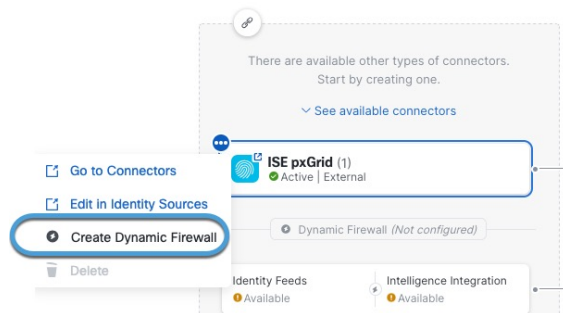 There are available other types of connectors.
Start by creating one.
See available connectors
ISE pxGrid (1)
Active | External
Go to Connectors
Edit in Identity Sources
Create Dynamic Firewall
Delete
Dynamic Firewall (Not configured)
Identity Feeds
Available
Intelligence Integration
Available